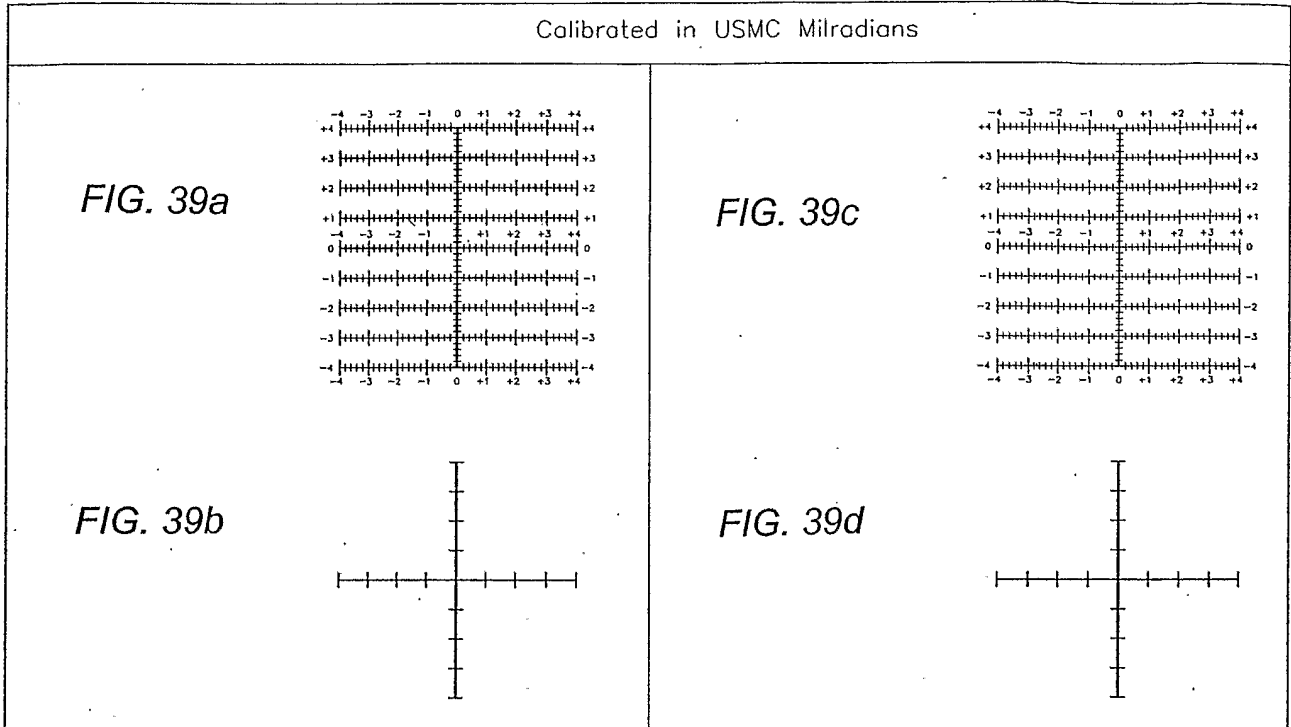 Calibrated in USMC Milradians
FIG. 39a
-4 -3 -2 -1 0 +1 +2 +3 +4
+4 +4
+3 +3
+2 +2
+1 +1
-4 -3 -2 -1 +1 +2 +3 +4
0 0
-1 -1
-2 -2
-3 -3
-4 -4
-4 -3 -2 -1 0 +1 +2 +3 +4
FIG. 39b
FIG. 39c
-4 -3 -2 -1 0 +1 +2 +3 +4
+4 +4
+3 +3
+2 +2
+1 +1
-4 -3 -2 -1 +1 +2 +3 +4
0 0
-1 -1
-2 -2
-3 -3
-4 -4
-4 -3 -2 -1 0 +1 +2 +3 +4
FIG. 39d